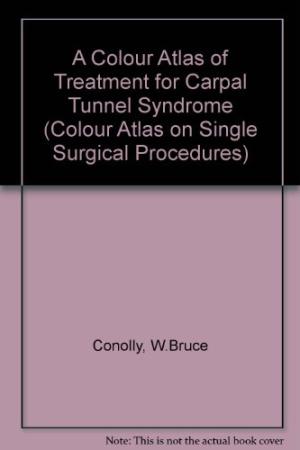 A Colour Atlas of
Treatment for Carpal
Tunnel Syndrome
(Colour Atlas on Single
Surgical Procedures)
Conolly, W.Bruce
Note: This is not the actual book cover